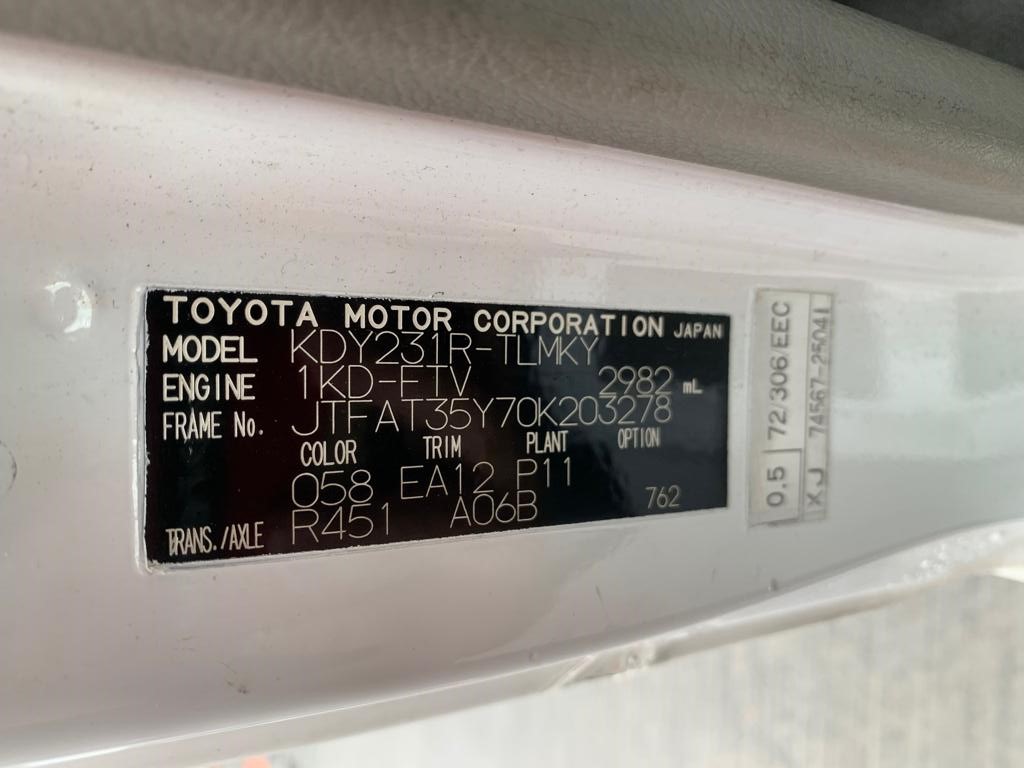 TOYOTA MOTOR CORPORATION JAPAN
MODEL KDY231R-TLMKY
ENGINE 1KD-FTV 2982 mL
FRAME No. JTFAT35Y70K203278
COLOR TRIM PLANT OPTION
058 EA12 P11
TRANS./AXLE R451 A06B 762
0.5 72/306/EEC
XJ 74567-25041